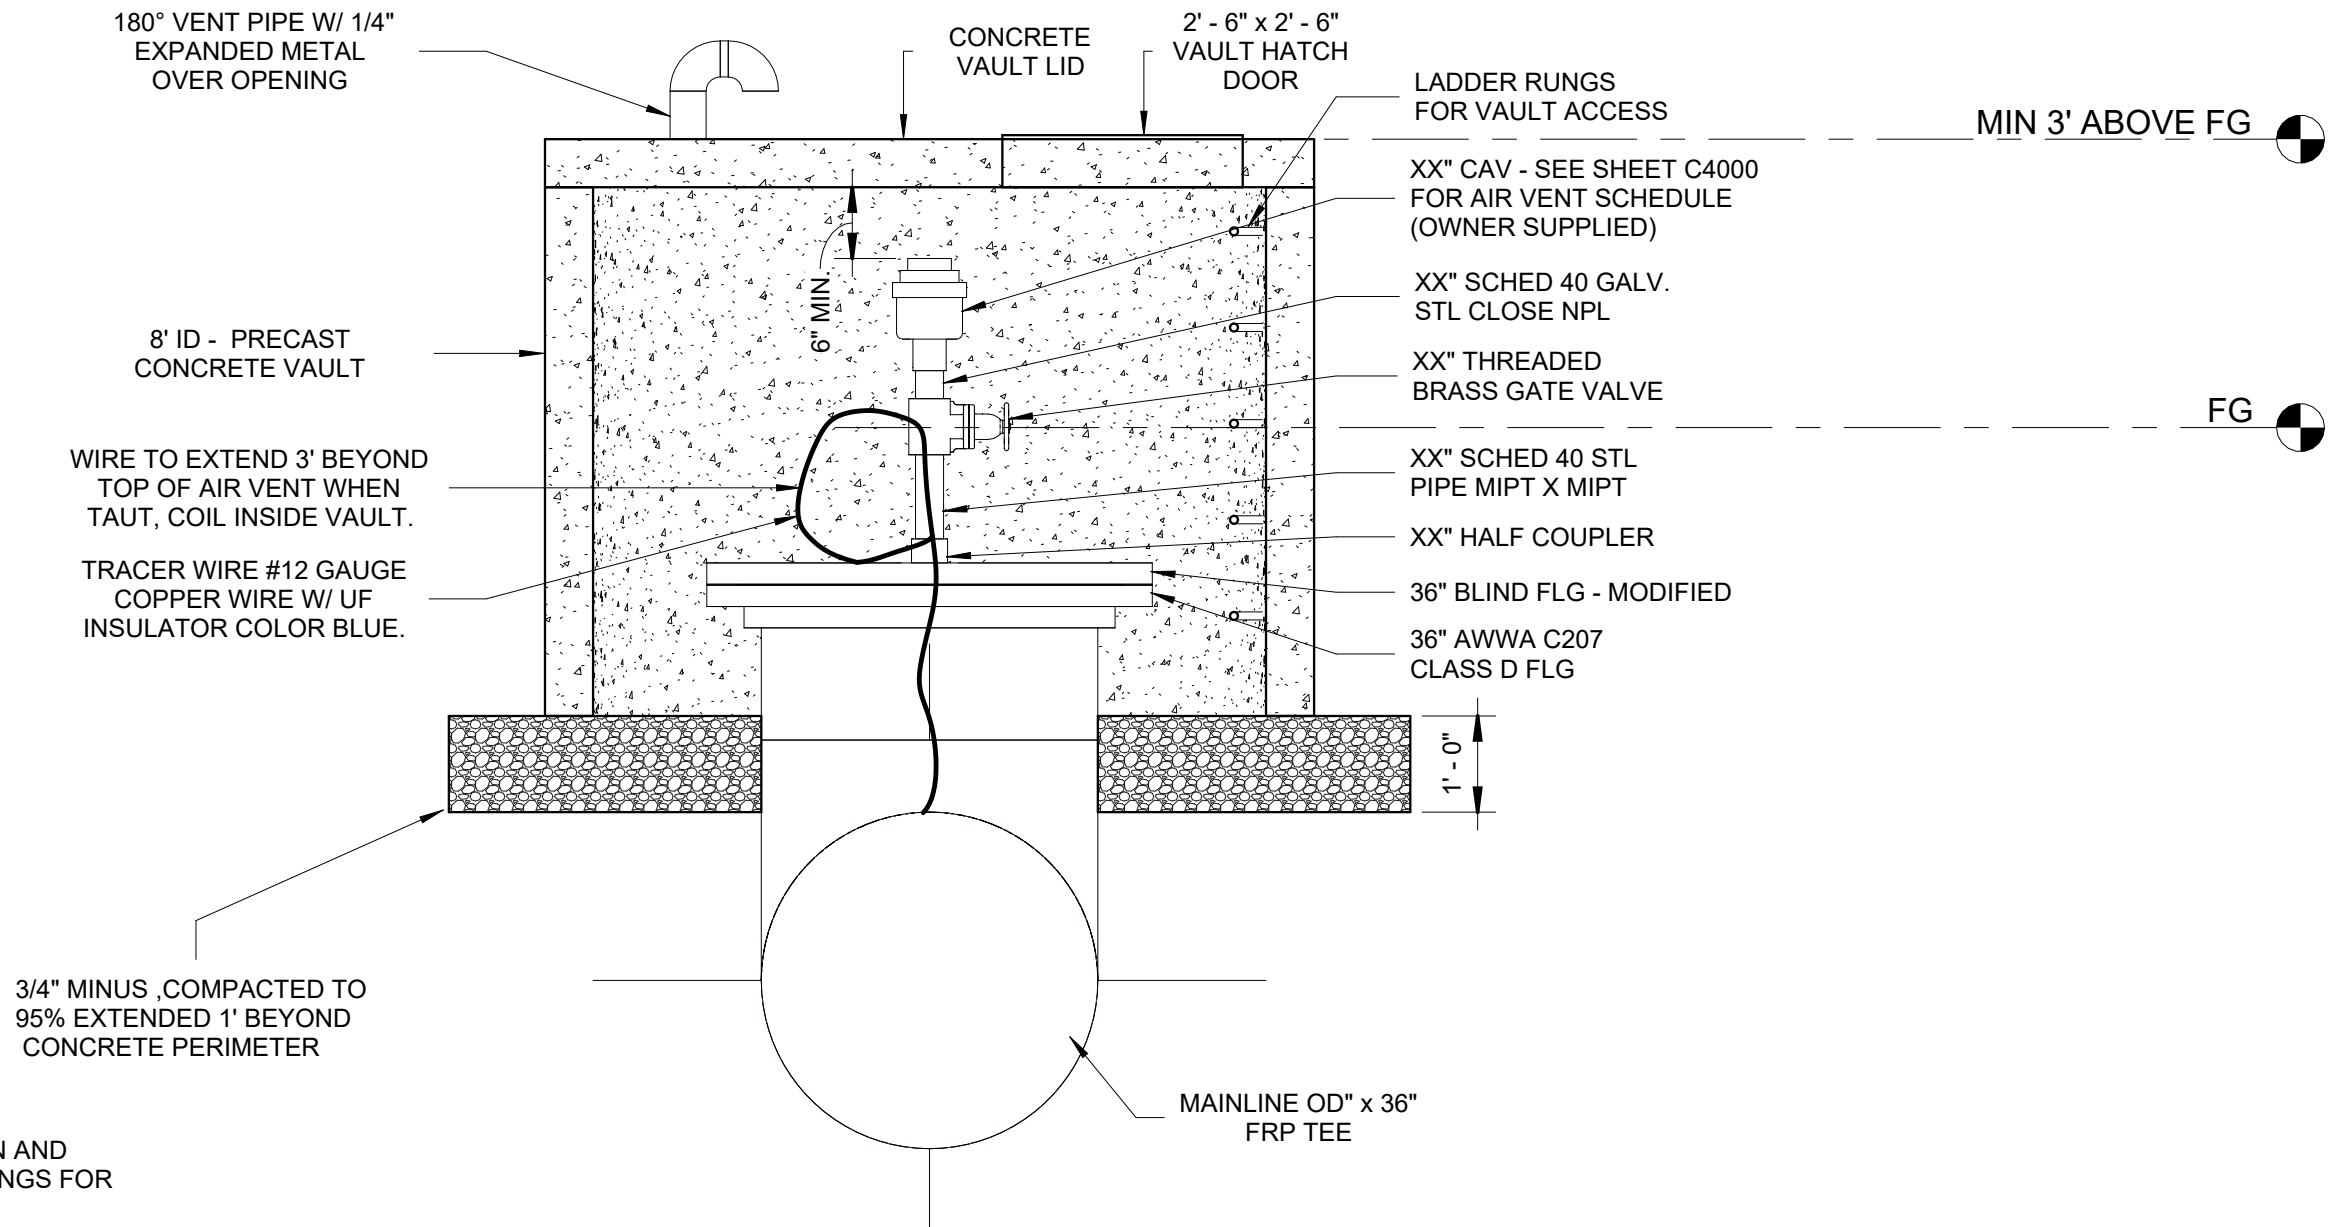 180° VENT PIPE W/ 1/4"
EXPANDED METAL
OVER OPENING
CONCRETE
VAULT LID
2' - 6" x 2' - 6"
VAULT HATCH
DOOR
LADDER RUNGS
FOR VAULT ACCESS
MIN 3' ABOVE FG
XX" CAV - SEE SHEET C4000
FOR AIR VENT SCHEDULE
(OWNER SUPPLIED)
6" MIN.
XX" SCHED 40 GALV.
STL CLOSE NPL
8' ID - PRECAST
CONCRETE VAULT
XX" THREADED
BRASS GATE VALVE
FG
WIRE TO EXTEND 3' BEYOND
TOP OF AIR VENT WHEN
TAUT, COIL INSIDE VAULT.
XX" SCHED 40 STL
PIPE MIPT X MIPT
XX" HALF COUPLER
TRACER WIRE #12 GAUGE
COPPER WIRE W/ UF
INSULATOR COLOR BLUE.
36" BLIND FLG - MODIFIED
36" AWWA C207
CLASS D FLG
1' - 0"
3/4" MINUS ,COMPACTED TO
95% EXTENDED 1' BEYOND
CONCRETE PERIMETER
MAINLINE OD" x 36"
FRP TEE
AND
FOR